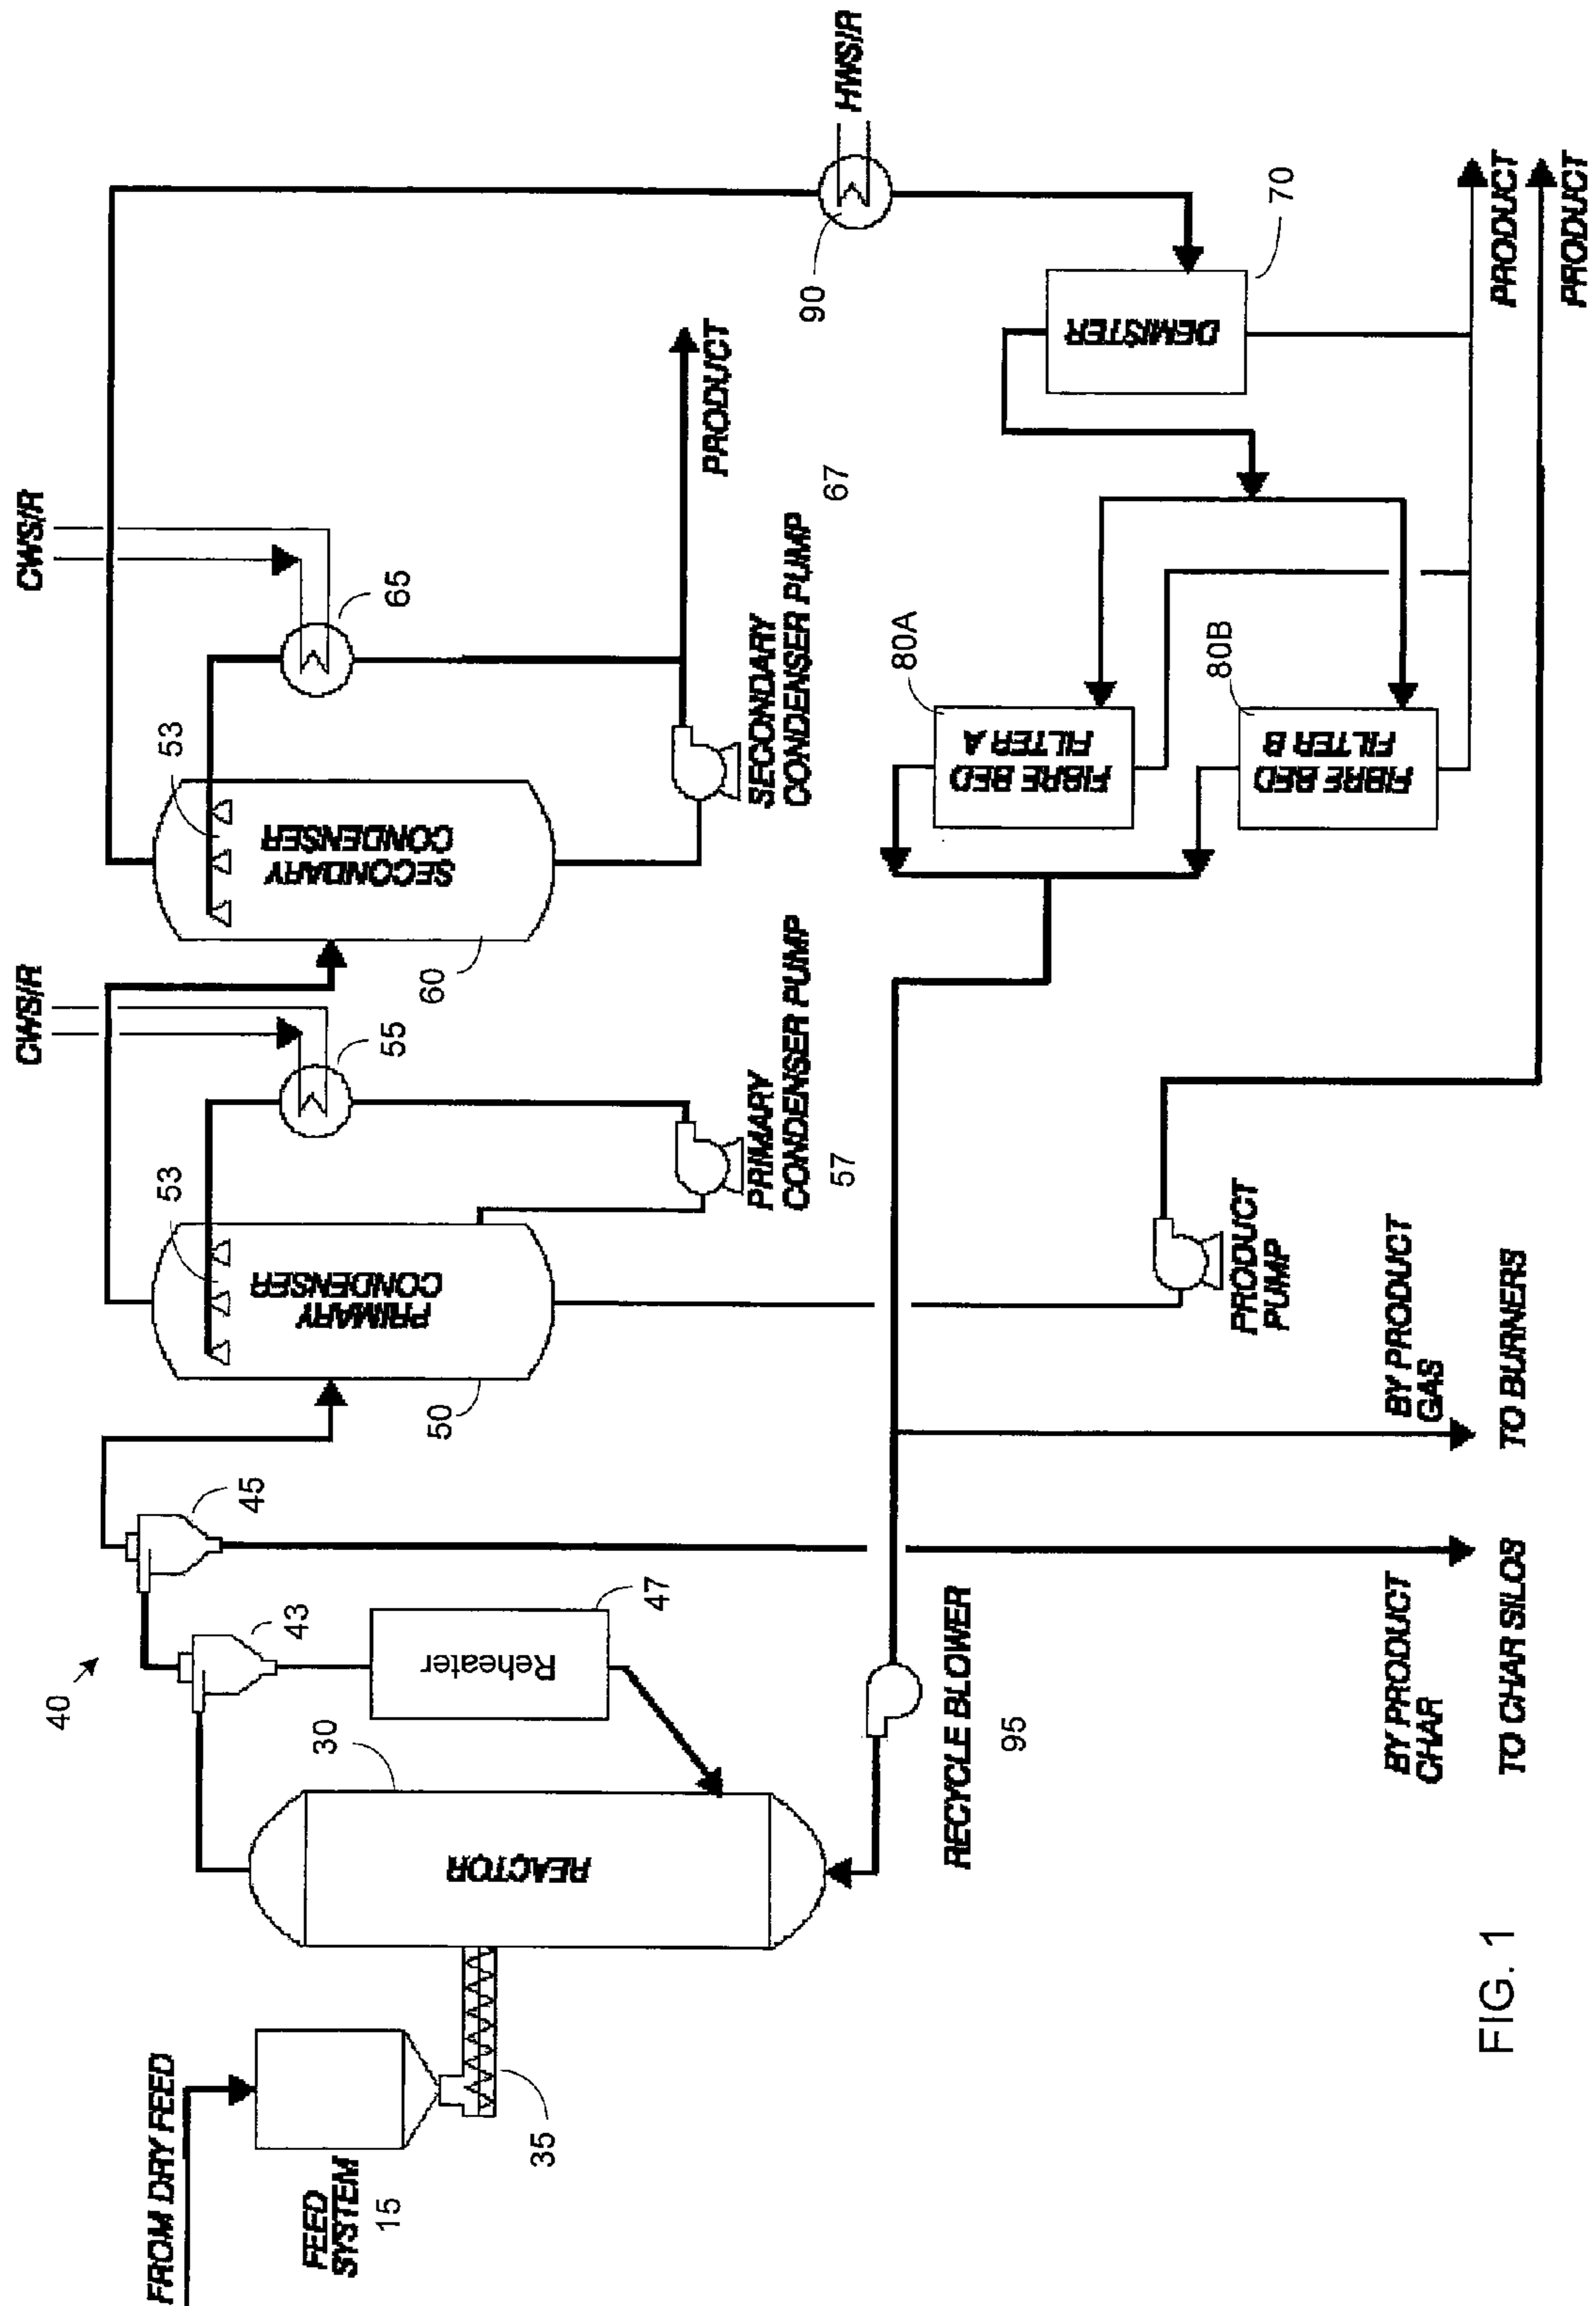 FROM DRY FEED
FEED
SYSTEM
15
35
REACTOR
30
40
43
45
Reheater
47
RECYCLE BLOWER
95
BY PRODUCT
CHAR
TO CHAR SILOS
BY PRODUCT
GAS
TO BURNERS
PRIMARY
CONDENSER
50
53
CWS/R
55
PRIMARY
CONDENSER PUMP
57
PRODUCT
PUMP
SECONDARY
CONDENSER
60
53
CWS/R
65
SECONDARY
CONDENSER PUMP
67
PRODUCT
HWS/R
90
DEMISTER
70
FIBRE BED
FILTER A
80A
FIBRE BED
FILTER B
80B
PRODUCT
PRODUCT
FIG. 1